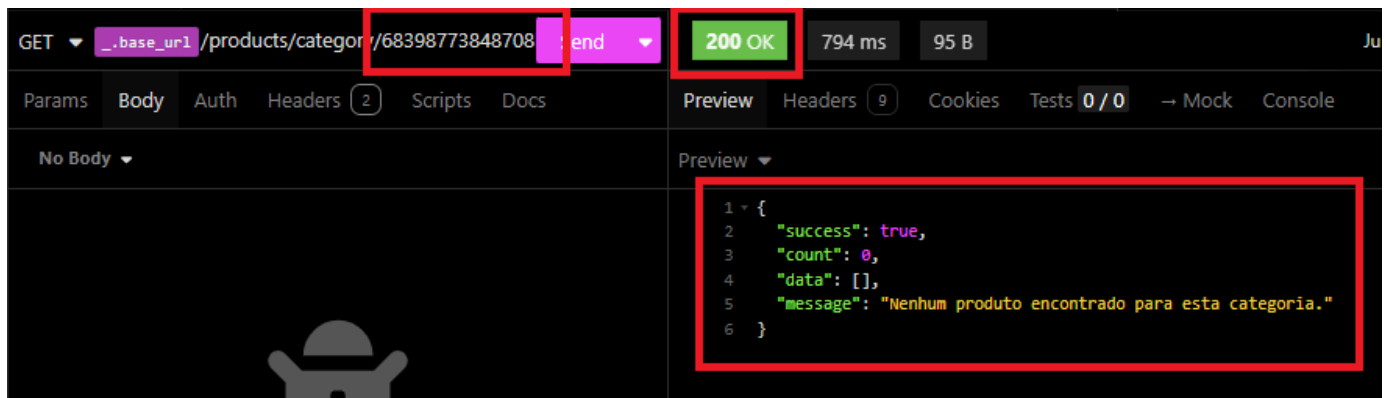 GET _.base_url /products/category/68398773848708 Send
200 OK 794 ms 95 B
Params Body Auth Headers 2 Scripts Docs
Preview Headers 9 Cookies Tests 0 / 0 → Mock Console
No Body
Preview
1 {
2 "success": true,
3 "count": 0,
4 "data": [],
5 "message": "Nenhum produto encontrado para esta categoria."
6 }